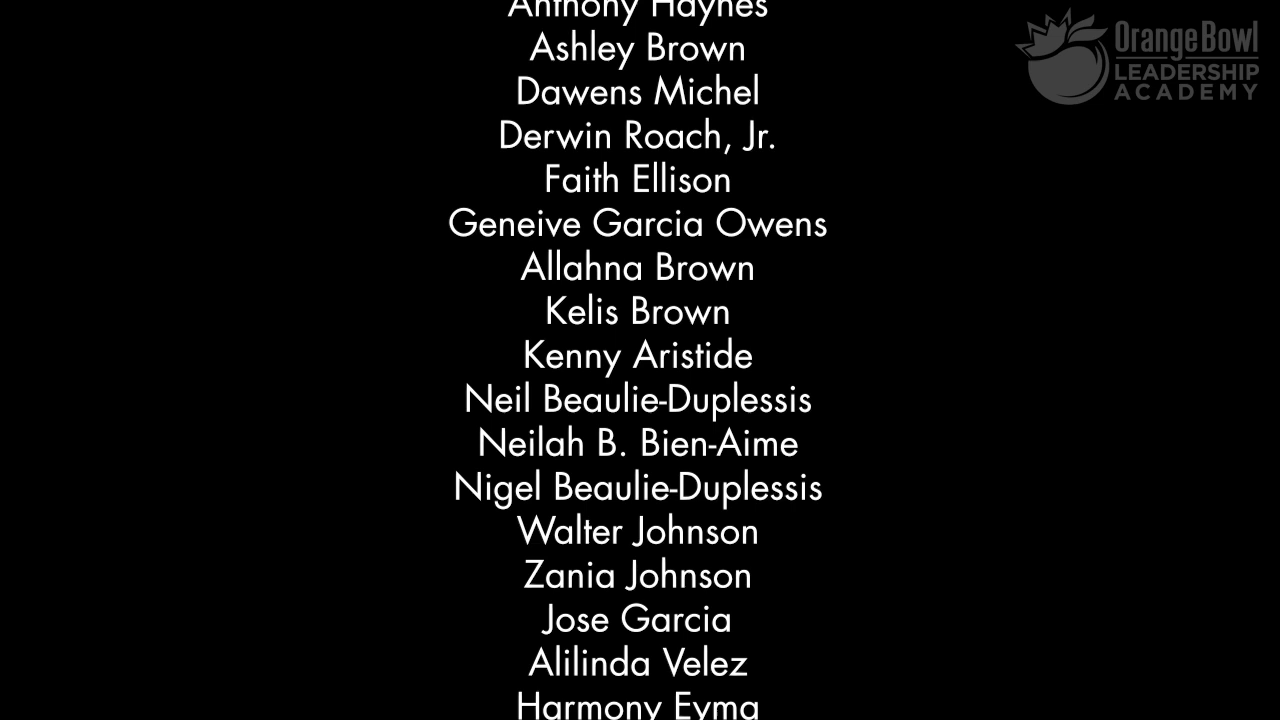 Anthony Haynes
Ashley Brown
Dawens Michel
Derwin Roach, Jr.
Faith Ellison
Geneive Garcia Owens
Allahna Brown
Kelis Brown
Kenny Aristide
Neil Beaulie-Duplessis
Neilah B. Bien-Aime
Nigel Beaulie-Duplessis
Walter Johnson
Zania Johnson
Jose Garcia
Alilinda Velez
Harmony Eyma
OrangeBowl
LEADERSHIP
ACADEMY